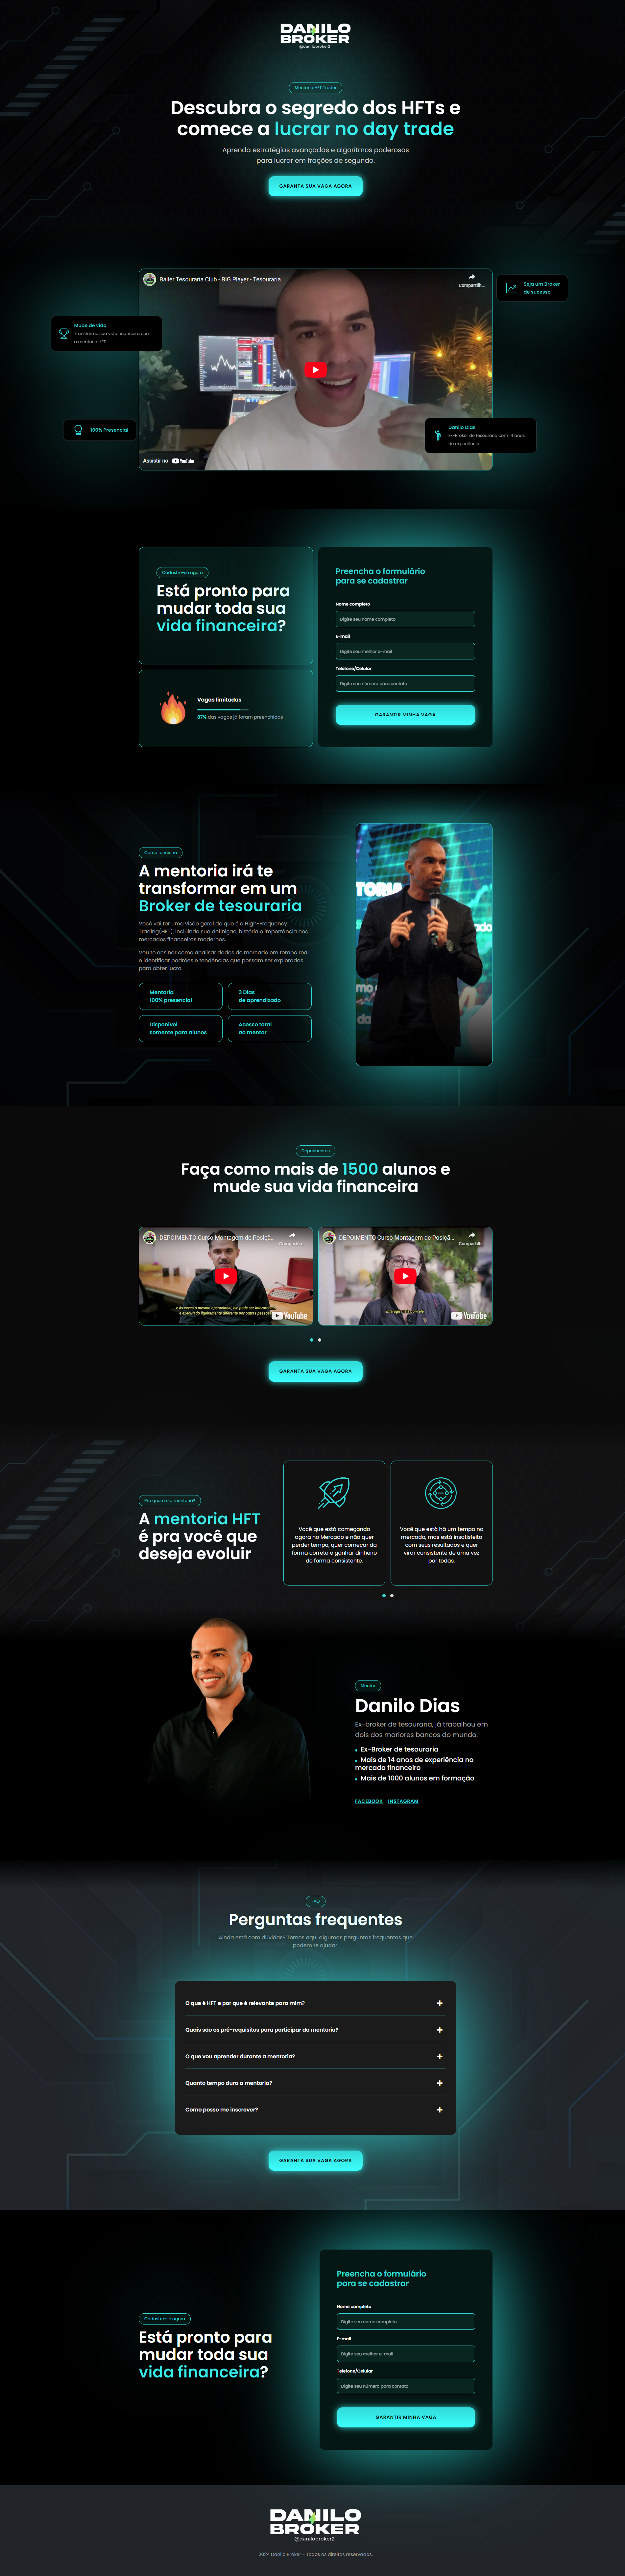 DANILO
BROKER
@danilobroker2
Mentoria HFT Trader
Descubra o segredo dos HFTs e
comece a lucrar no day trade
Aprenda estratégias avançadas e algoritmos poderosos
para lucrar em frações de segundo.
GARANTA SUA VAGA AGORA
Baller Tesouraria Club - BIG Player - Tesouraria
Compartilh...
Seja um Broker
de sucesso
Mude de vida
Transforme sua vida financeira com
a mentoria HFT
100% Presencial
Danilo Dias
Ex-Broker de tesouraria com 14 anos
de experiência
Assistir no YouTube
Cadastre-se agora
Está pronto para
mudar toda sua
vida financeira?
Vagas limitadas
87% das vagas já foram preenchidas
Preencha o formulário
para se cadastrar
Nome completo
Digite seu nome completo
E-mail
Digite seu melhor e-mail
Telefone/Celular
Digite seu número para contato
GARANTIR MINHA VAGA
Como funciona
A mentoria irá te
transformar em um
Broker de tesouraria
Você vai ter uma visão geral do que é o High-Frequency
Trading(HFT), incluindo sua definição, história e importância nos
mercados financeiros modernos.
Vou te ensinar como analisar dados de mercado em tempo real
e identificar padrões e tendências que possam ser explorados
para obter lucro.
Mentoria
100% presencial
3 Dias
de aprendizado
Disponível
somente para alunos
Acesso total
ao mentor
TORIA
Depoimentos
Faça como mais de 1500 alunos e
mude sua vida financeira
DEPOIMENTO Curso Montagem de Posiçã...
Compartilh...
YouTube
DEPOIMENTO Curso Montagem de Posiçã...
Compartilh...
YouTube
GARANTA SUA VAGA AGORA
Pra quem é a mentoria?
A mentoria HFT
é pra você que
deseja evoluir
Você que está começando
agora no Mercado e não quer
perder tempo, quer começar da
forma correta e ganhar dinheiro
de forma consistente.
Você que está há um tempo no
mercado, mas está insatisfeito
com seus resultados e quer
virar consistente de uma vez
por todas.
Mentor
Danilo Dias
Ex-broker de tesouraria, já trabalhou em
dois dos maiores bancos do mundo.
Ex-Broker de tesouraria
Mais de 14 anos de experiência no
mercado financeiro
Mais de 1000 alunos em formação
FACEBOOK INSTAGRAM
FAQ
Perguntas frequentes
Ainda está com dúvidas? Temos aqui algumas perguntas frequentes que
podem te ajudar.
O que é HFT e por que é relevante para mim?
Quais são os pré-requisitos para participar da mentoria?
O que vou aprender durante a mentoria?
Quanto tempo dura a mentoria?
Como posso me inscrever?
GARANTA SUA VAGA AGORA
Cadastre-se agora
Está pronto para
mudar toda sua
vida financeira?
Preencha o formulário
para se cadastrar
Nome completo
Digite seu nome completo
E-mail
Digite seu melhor e-mail
Telefone/Celular
Digite seu número para contato
GARANTIR MINHA VAGA
DANILO
BROKER
@danilobroker2
2024 Danilo Broker - Todos os direitos reservados.